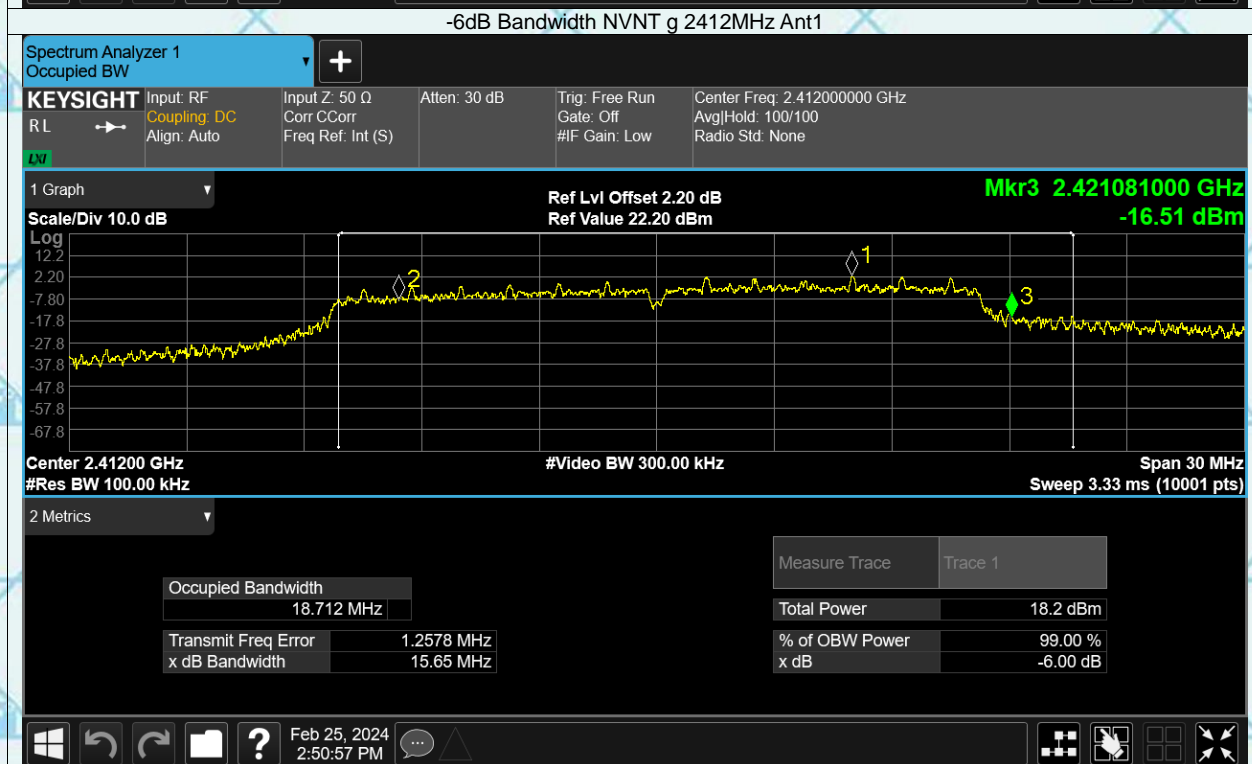 -6dB Bandwidth NVNT g 2412MHz Ant1
Spectrum Analyzer 1
Occupied BW
+
KEYSIGHT
R L
LXI
Input: RF
Coupling: DC
Align: Auto
Input Z: 50 Ω
Corr CCorr
Freq Ref: Int (S)
Atten: 30 dB
Trig: Free Run
Gate: Off
#IF Gain: Low
Center Freq: 2.412000000 GHz
Avg|Hold: 100/100
Radio Std: None
1 Graph
Scale/Div 10.0 dB
Ref Lvl Offset 2.20 dB
Ref Value 22.20 dBm
Mkr3 2.421081000 GHz
-16.51 dBm
Log
12.2
2.20
-7.80
-17.8
-27.8
-37.8
-47.8
-57.8
-67.8
2
1
3
Center 2.41200 GHz
#Video BW 300.00 kHz
Span 30 MHz
#Res BW 100.00 kHz
Sweep 3.33 ms (10001 pts)
2 Metrics
Occupied Bandwidth
18.712 MHz
Transmit Freq Error 1.2578 MHz
x dB Bandwidth 15.65 MHz
Measure Trace Trace 1
Total Power 18.2 dBm
% of OBW Power 99.00 %
x dB -6.00 dB
?
Feb 25, 2024
2:50:57 PM